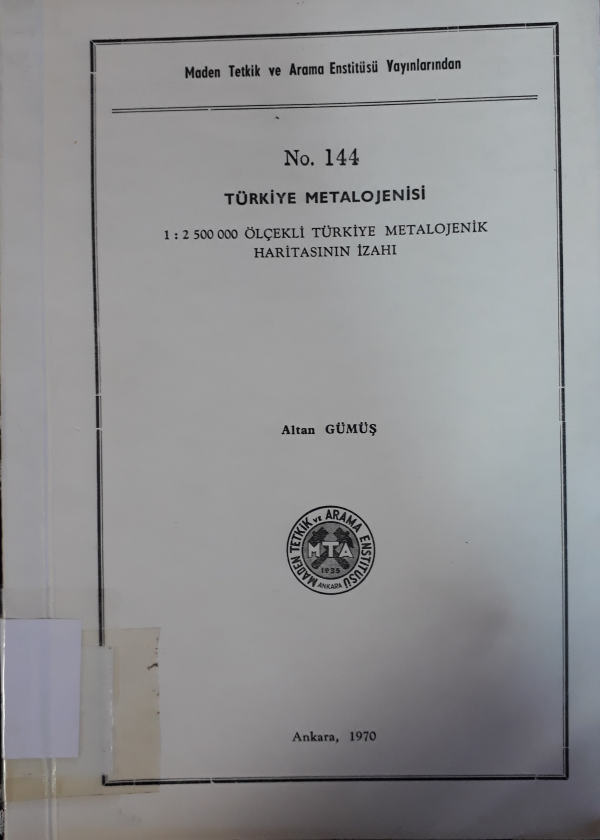 Maden Tetkik ve Arama Enstitüsü Yayınlarından
No. 144
TÜRKİYE METALOJENİSİ
1 : 2 500 000 ÖLÇEKLİ TÜRKİYE METALOJENİK
HARİTASININ İZAHI
Altan GÜMÜŞ
MADEN TETKİK ve ARAMA ENSTİTÜSÜ
MTA
1935
ANKARA
Ankara, 1970